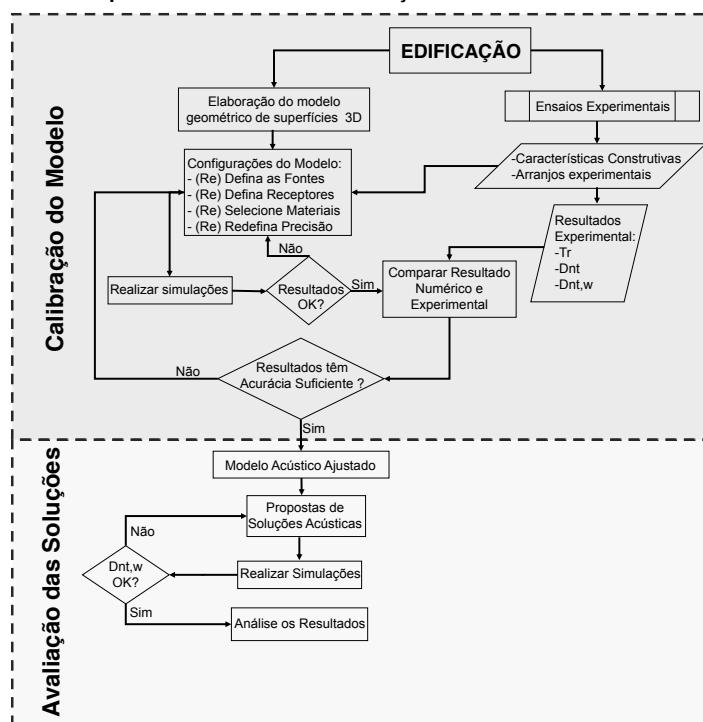 EDIFICAÇÃO
Calibração do Modelo
Elaboração do modelo
geométrico de superfícies 3D
Ensaios Experimentais
Configurações do Modelo:
- (Re) Defina as Fontes
- (Re) Defina Receptores
- (Re) Selecione Materiais
- (Re) Redefina Precisão
-Características Construtivas
-Arranjos experimentais
Resultados
Experimental:
-Tr
-Dnt
-Dnt,w
Não
Realizar simulações
Resultados
OK?
Sim
Comparar Resultado
Numérico e
Experimental
Não
Resultados têm
Acurácia Suficiente ?
Sim
Avaliação das Soluções
Modelo Acústico Ajustado
Propostas de
Soluções Acústicas
Não
Dnt,w
OK?
Realizar Simulações
Sim
Análise os Resultados